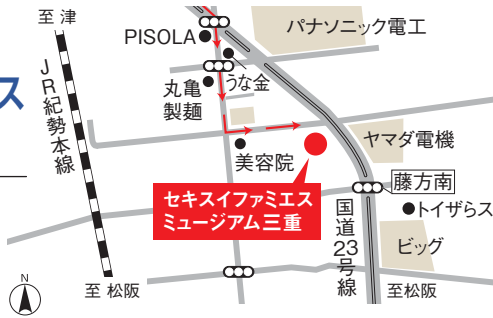 至 津
パナソニック電工
PISOLA
ス
うな金
丸亀
製麺
JR紀勢本線
ヤマダ電機
美容院
藤方南
セキスイファミエス
ミュージアム三重
トイザらス
国道23号線
ビッグ
N
至 松阪
至松阪